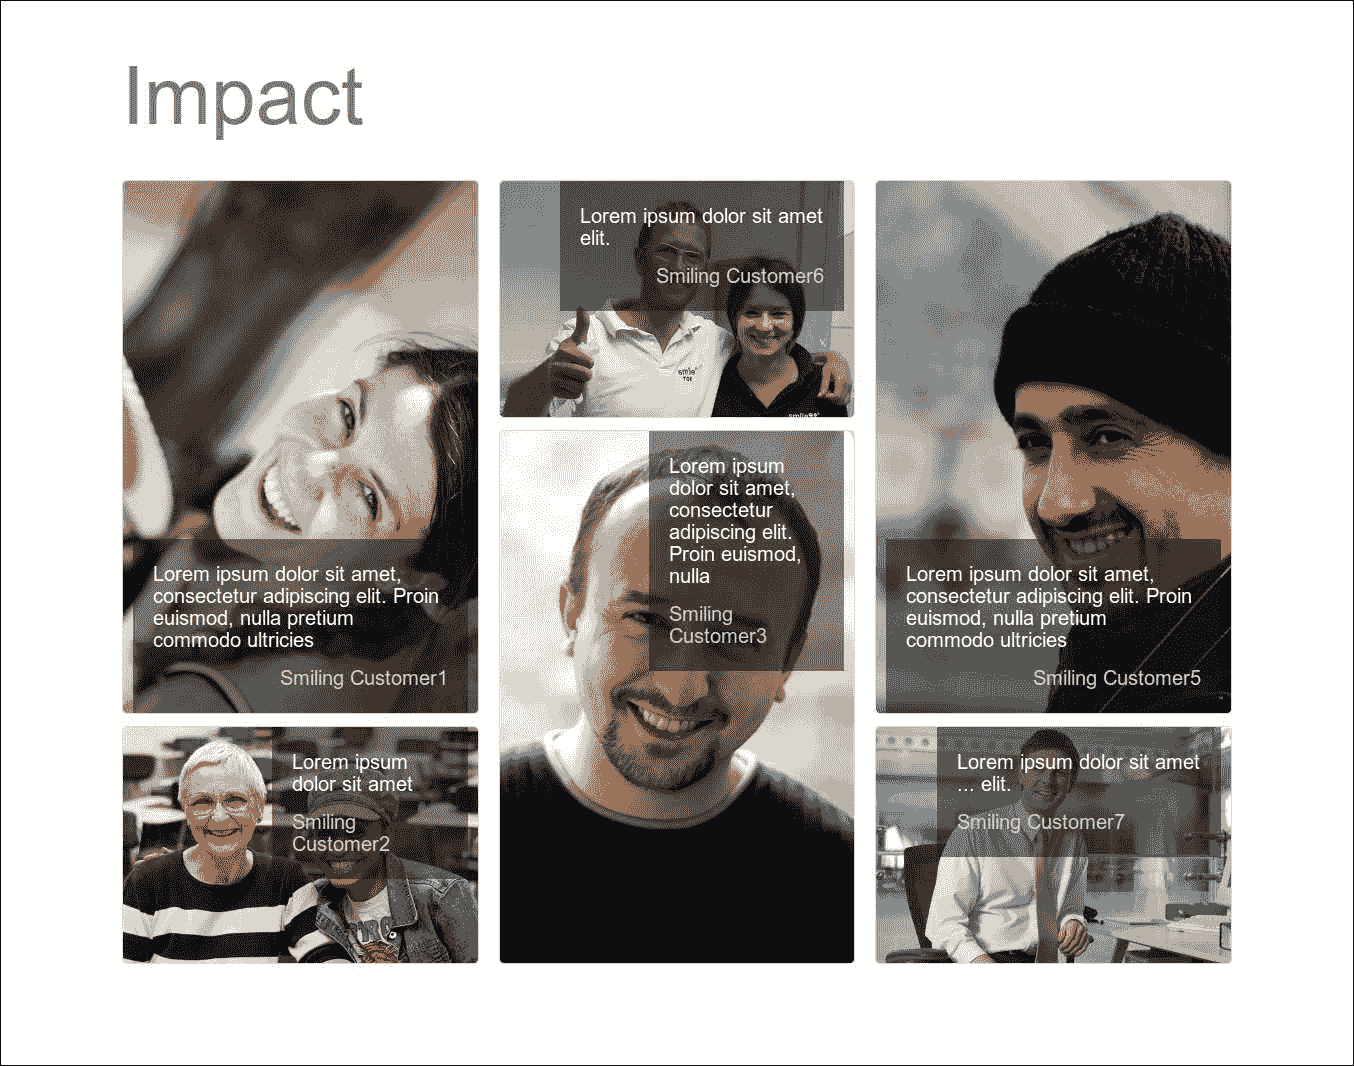 Impact
Lorem ipsum dolor sit amet,
consectetur adipiscing elit. Proin
euismod, nulla pretium
commodo ultricies
Smiling Customer1
Lorem ipsum
dolor sit amet
Smiling
Customer2
Lorem ipsum dolor sit amet
elit.
Smiling Customer6
Lorem ipsum
dolor sit amet,
consectetur
adipiscing elit.
Proin euismod,
nulla
Smiling
Customer3
Lorem ipsum dolor sit amet,
consectetur adipiscing elit. Proin
euismod, nulla pretium
commodo ultricies
Smiling Customer5
Lorem ipsum dolor sit amet
... elit.
Smiling Customer7